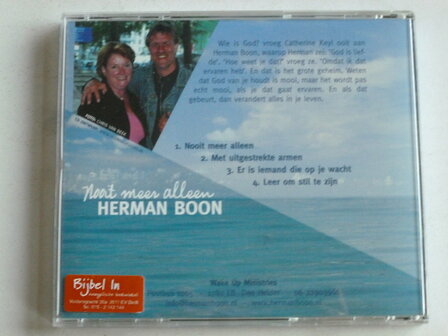 Wie is God? vroeg Catherine Keyl ooit aan
Herman Boon, waarop Herman zei: 'God is lief-
de'. 'Hoe weet je dat?' vroeg ze. 'Omdat ik dat
ervaren heb'. En dat is het grote geheim. Weten
dat God van je houdt is mooi, maar het wordt pas
echt mooi, als je dat gaat ervaren. En als dat
gebeurt, dan verandert alles in je leven.
1. Nooit meer alleen
2. Met uitgestrekte armen
3. Er is iemand die op je wacht
4. Leer om stil te zijn
Nooit meer alleen
HERMAN BOON
Bijbel In
Wake Up Ministries
Den Helder